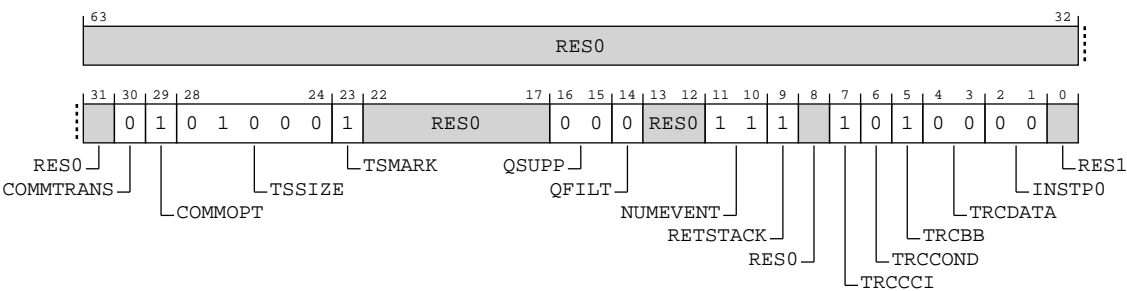 63 32
RES0
31 30 29 28 24 23 22 17 16 15 14 13 12 11 10 9 8 7 6 5 4 3 2 1 0
0 1 0 1 0 0 0 1 RES0 0 0 0 RES0 1 1 1 1 0 1 0 0 0 0
RES0 TSMARK QSUPP RES1
COMMTRANS TSSIZE QFILT INSTP0
COMMOPT NUMEVENT TRCDATA
RETSTACK TRCBB
RES0 TRCCOND
TRCCCI